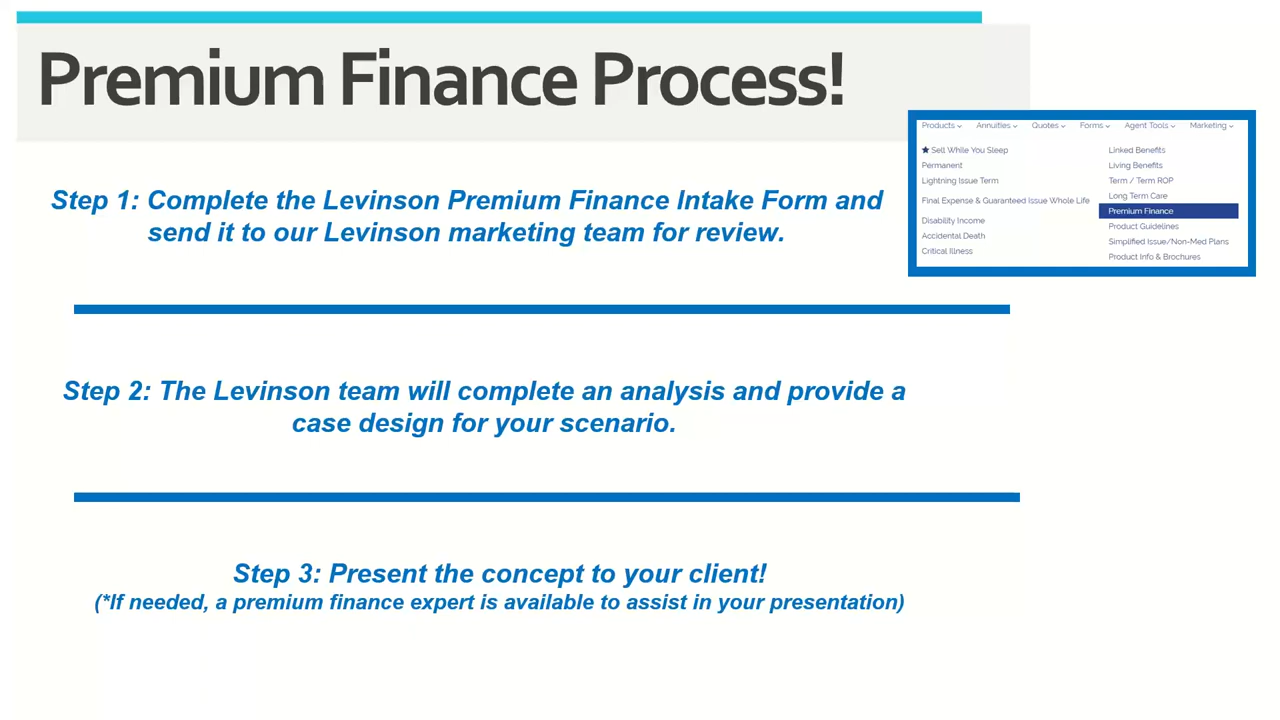 Premium Finance Process!
Products Annuities Quotes Forms Agent Tools Marketing
★ Sell While You Sleep
Permanent
Lightning Issue Term
Final Expense & Guaranteed Issue Whole Life
Disability Income
Accidental Death
Critical Illness
Linked Benefits
Living Benefits
Term / Term ROP
Long Term Care
Premium Finance
Product Guidelines
Simplified Issue/Non-Med Plans
Product Info & Brochures
Step 1: Complete the Levinson Premium Finance Intake Form and
send it to our Levinson marketing team for review.
Step 2: The Levinson team will complete an analysis and provide a
case design for your scenario.
Step 3: Present the concept to your client!
(*If needed, a premium finance expert is available to assist in your presentation)